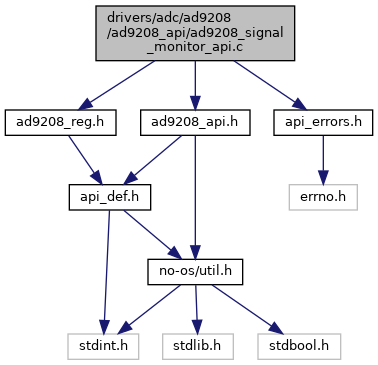 drivers/adc/ad9208
/ad9208_api/ad9208_signal
_monitor_api.c
ad9208_reg.h
ad9208_api.h
api_errors.h
api_def.h
errno.h
no-os/util.h
stdint.h
stdlib.h
stdbool.h